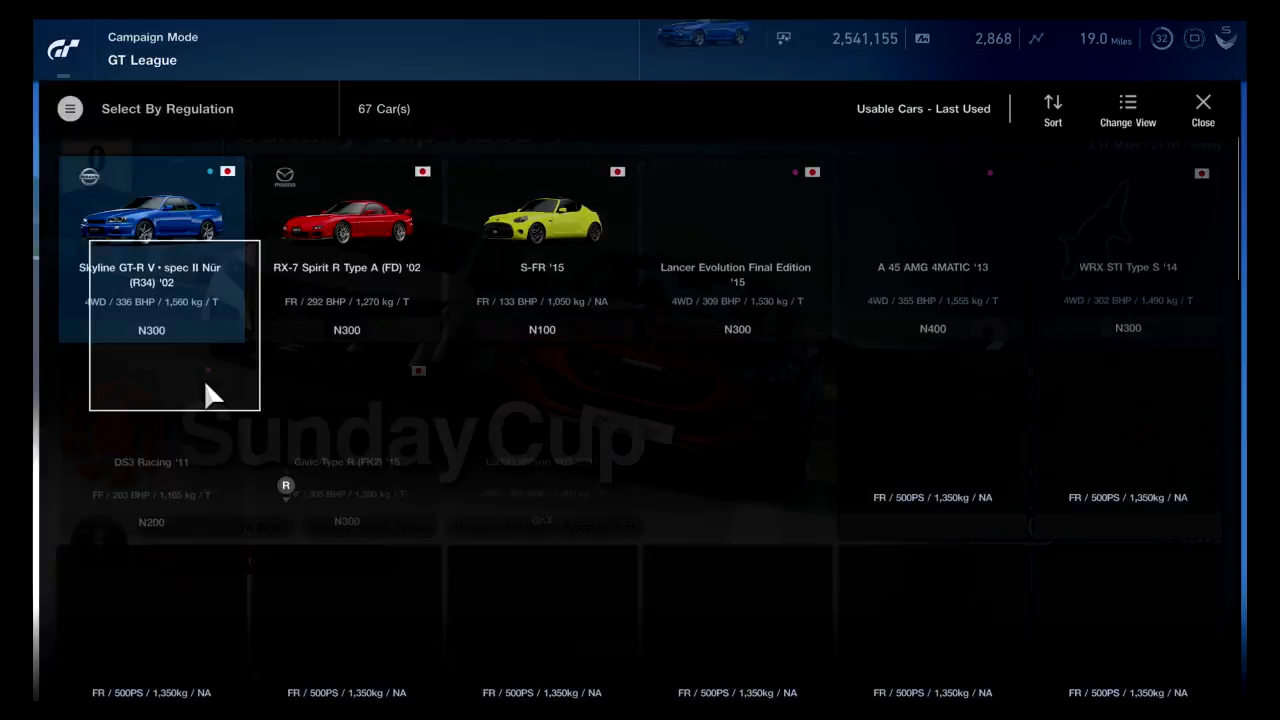 Campaign Mode
GT League
2,541,155
2,868
19.0 Miles
32
S
Select By Regulation
67 Car(s)
Usable Cars - Last Used
Sort
Change View
Close
Skyline GT-R V • spec II Nür
(R34) '02
4WD / 336 BHP / 1,560 kg / T
N300
RX-7 Spirit R Type A (FD) '02
FR / 292 BHP / 1,270 kg / T
N300
S-FR '15
FR / 133 BHP / 1,050 kg / NA
N100
Lancer Evolution Final Edition
'15
4WD / 309 BHP / 1,530 kg / T
N300
A 45 AMG 4MATIC '13
4WD / 355 BHP / 1,555 kg / T
N400
WRX STI Type S '14
4WD / 302 BHP / 1,490 kg / T
N300
Sunday Cup
DS3 Racing '11
FF / 203 BHP / 1,165 kg / T
N200
Civic Type R (FK2) '15
R
N300
Gr.X
FR / 500PS / 1,350kg / NA
FR / 500PS / 1,350kg / NA
FR / 500PS / 1,350kg / NA
FR / 500PS / 1,350kg / NA
FR / 500PS / 1,350kg / NA
FR / 500PS / 1,350kg / NA
FR / 500PS / 1,350kg / NA
FR / 500PS / 1,350kg / NA